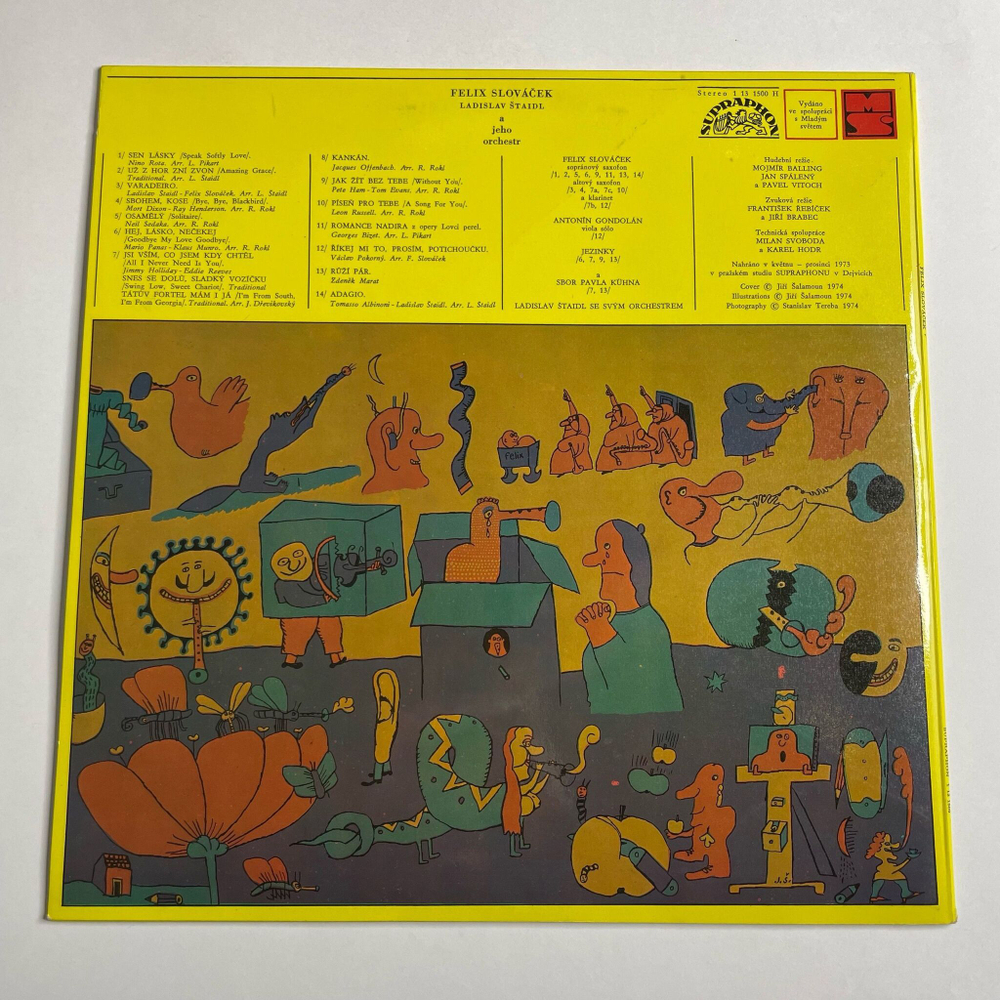 FELIX SLOVÁČEK
LADISLAV ŠTAIDL
a
jeho
orchestr
Stereo 1 13 1500 H
SUPRAPHON
Vydáno
ve spolupráci
s Mladým
světem
MS
1/ SEN LÁSKY /Speak Softly Love/.
Nino Rota. Arr. L. Pikart
2/ UŽ Z HOR ZNÍ ZVON /Amazing Grace/.
Traditional. Arr. L. Štaidl
3/ VARADEIRO.
Ladislav Štaidl - Felix Slováček. Arr. L. Štaidl
4/ SBOHEM, KOSE /Bye, Bye, Blackbird/.
Mort Dixon - Ray Henderson. Arr. R. Rokl
5/ OSAMĚLÝ /Solitaire/.
Neil Sedaka. Arr. R. Rokl
6/ HEJ, LÁSKO, NEČEKEJ
/Goodbye My Love Goodbye/.
Mario Panas - Klaus Munro. Arr. R. Rokl
7/ JSI VŠÍM, CO JSEM KDY CHTĚL
/All I Never Need Is You/.
Jimmy Holliday - Eddie Reeves
SNES SE DOLŮ, SLADKÝ VOZÍČKU
/Swing Low, Sweet Chariot/. Traditional
TÁTŮV FORTEL MÁM I JÁ /I'm From South,
I'm From Georgia/. Traditional. Arr. J. Dřevikovský
8/ KANKÁN.
Jacques Offenbach. Arr. R. Rokl
9/ JAK ŽÍT BEZ TEBE /Without You/.
Pete Ham - Tom Evans. Arr. R. Rokl
10/ PÍSEŇ PRO TEBE /A Song For You/.
Leon Russell. Arr. R. Rokl
11/ ROMANCE NADIRA z opery Lovci perel.
Georges Bizet. Arr. L. Pikart
12/ ŘÍKEJ MI TO, PROSÍM, POTICHOUČKU.
Václav Pokorný. Arr. F. Slováček
13/ RŮŽÍ PÁR.
Zdeněk Marat
14/ ADAGIO.
Tomasso Albinoni - Ladislav Štaidl. Arr. L. Štaidl
FELIX SLOVÁČEK
sopránový saxofon
/1, 2, 5, 6, 9, 11, 13, 14/
altový saxofon
/3, 4, 7a, 7c, 10/
a klarinet
/7b, 12/
ANTONÍN GONDOLÁN
viola sólo
/12/
JEZINKY
/6, 7, 9, 13/
a
SBOR PAVLA KÜHNA
/7, 13/
LADISLAV ŠTAIDL SE SVÝM ORCHESTREM
Hudební režie
MOJMÍR BALLING
JAN SPÁLENÝ
a PAVEL VITOCH
Zvuková režie
FRANTIŠEK ŘEBÍČEK
a JIŘÍ BRABEC
Technická spolupráce
MILAN SVOBODA
a KAREL HODR
Nahráno v květnu – prosinci 1973
v pražském studiu SUPRAPHONU v Dejvicích
Cover © Jiří Šalamoun 1974
Illustrations © Jiří Šalamoun 1974
Photography © Stanislav Tereba 1974
felix
J.Š.